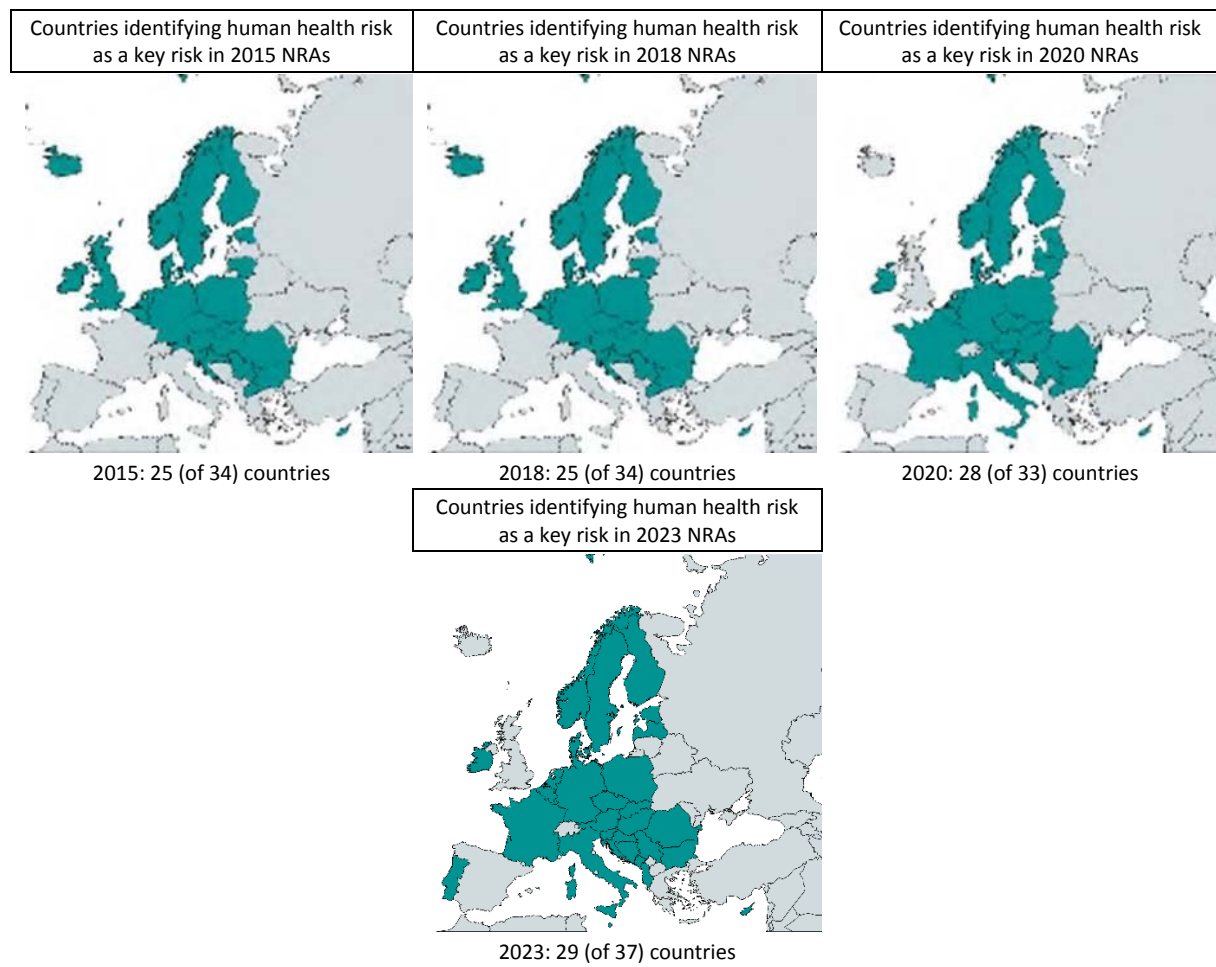 Countries identifying human health risk
as a key risk in 2015 NRAs
Countries identifying human health risk
as a key risk in 2018 NRAs
Countries identifying human health risk
as a key risk in 2020 NRAs
2015: 25 (of 34) countries
2018: 25 (of 34) countries
2020: 28 (of 33) countries
Countries identifying human health risk
as a key risk in 2023 NRAs
2023: 29 (of 37) countries